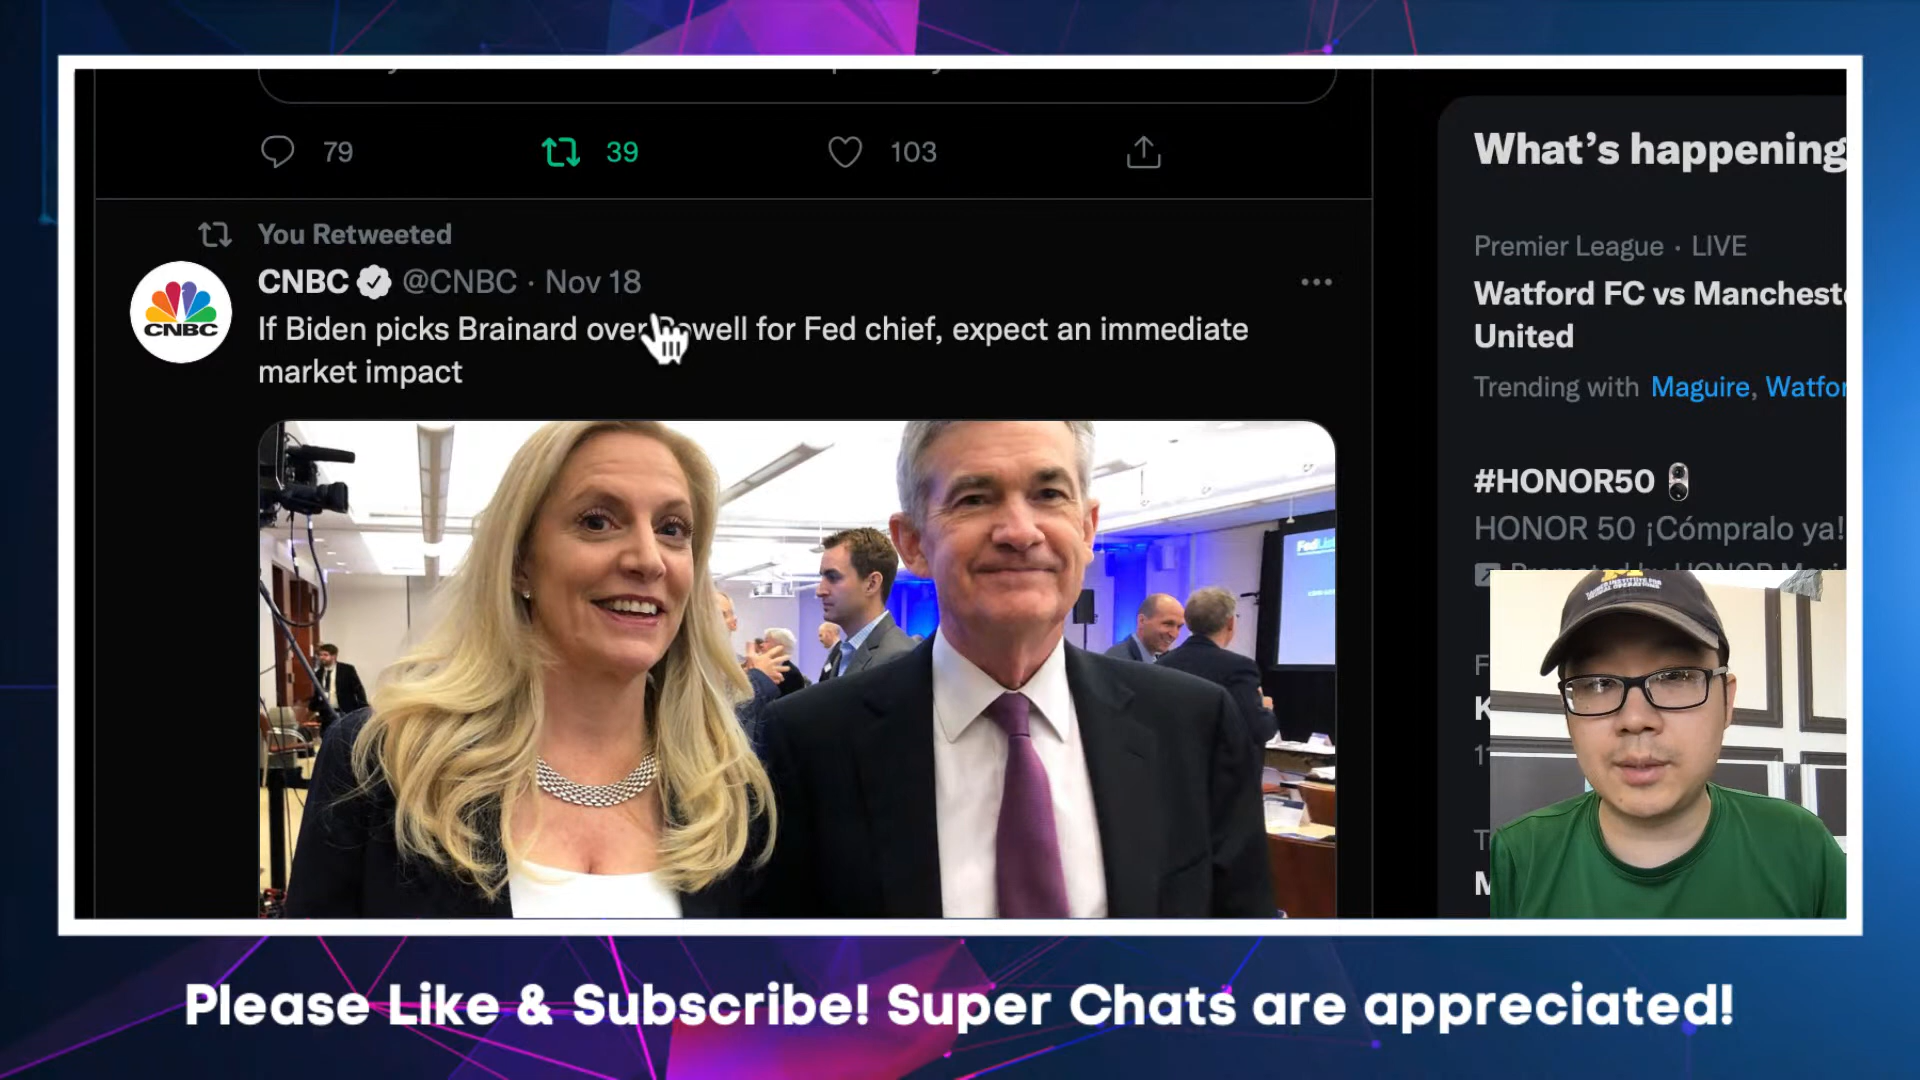 79
39
103
You Retweeted
CNBC @CNBC · Nov 18
If Biden picks Brainard over Powell for Fed chief, expect an immediate
market impact
CNBC
What's happening
Premier League · LIVE
Watford FC vs Manchest
United
Trending with Maguire, Watfor
#HONOR50
HONOR 50 ¡Cómpralo ya!
Please Like & Subscribe! Super Chats are appreciated!